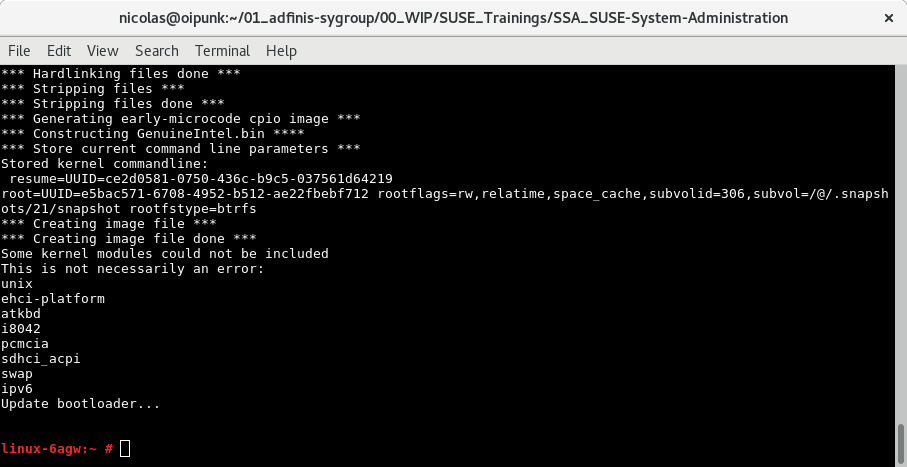 nicolas@oipunk:~/01_adfinis-sygroup/00_WIP/SUSE_Trainings/SSA_SUSE-System-Administration
File Edit View Search Terminal Help
*** Hardlinking files done ***
*** Stripping files ***
*** Stripping files done ***
*** Generating early-microcode cpio image ***
*** Constructing GenuineIntel.bin ****
*** Store current command line parameters ***
Stored kernel commandline:
 resume=UUID=ce2d0581-0750-436c-b9c5-037561d64219
root=UUID=e5bac571-6708-4952-b512-ae22fbebf712 rootflags=rw,relatime,space_cache,subvolid=306,subvol=/@/.snapsh
ots/21/snapshot rootfstype=btrfs
*** Creating image file ***
*** Creating image file done ***
Some kernel modules could not be included
This is not necessarily an error:
unix
ehci-platform
atkbd
i8042
pcmcia
sdhci_acpi
swap
ipv6
Update bootloader...
linux-6agw:~ #